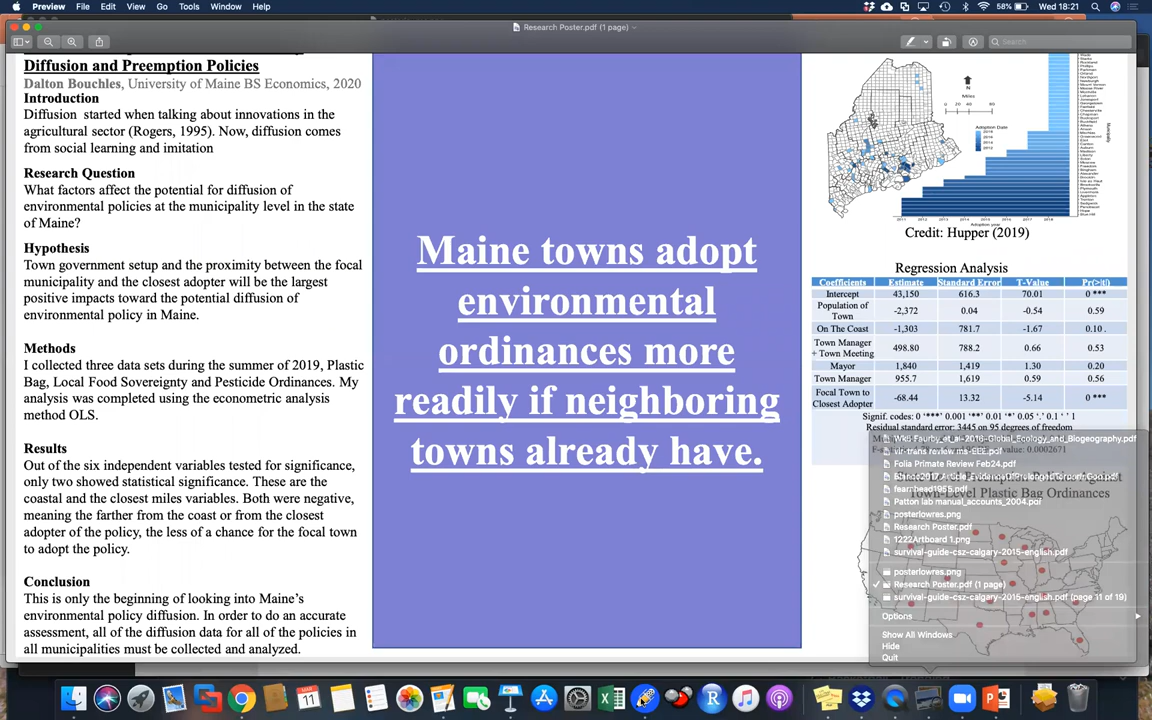 Preview File Edit View Go Tools Window Help
58% Wed 18:21
Research Poster.pdf (1 page)
Search
Diffusion and Preemption Policies
Dalton Bouchles, University of Maine BS Economics, 2020
Introduction
Diffusion started when talking about innovations in the
agricultural sector (Rogers, 1995). Now, diffusion comes
from social learning and imitation
Research Question
What factors affect the potential for diffusion of
environmental policies at the municipality level in the state
of Maine?
Hypothesis
Town government setup and the proximity between the focal
municipality and the closest adopter will be the largest
positive impacts toward the potential diffusion of
environmental policy in Maine.
Methods
I collected three data sets during the summer of 2019, Plastic
Bag, Local Food Sovereignty and Pesticide Ordinances. My
analysis was completed using the econometric analysis
method OLS.
Results
Out of the six independent variables tested for significance,
only two showed statistical significance. These are the
coastal and the closest miles variables. Both were negative,
meaning the farther from the coast or from the closest
adopter of the policy, the less of a chance for the focal town
to adopt the policy.
Conclusion
This is only the beginning of looking into Maine's
environmental policy diffusion. In order to do an accurate
assessment, all of the diffusion data for all of the policies in
all municipalities must be collected and analyzed.
Maine towns adopt
environmental
ordinances more
readily if neighboring
towns already have.
N
Miles
Adoption Date
Credit: Hupper (2019)
Regression Analysis
Coefficients Estimate Standard Error T-Value Pr(>|t|)
Intercept 43,150 616.3 70.01 0 ***
Population of Town -2,372 0.04 -0.54 0.59
On The Coast -1,303 781.7 -1.67 0.10 .
Town Manager + Town Meeting 498.80 788.2 0.66 0.53
Mayor 1,840 1,419 1.30 0.20
Town Manager 955.7 1,619 0.59 0.56
Focal Town to Closest Adopter -68.44 13.32 -5.14 0 ***
Signif. codes: 0 '***' 0.001 '**' 0.01 '*' 0.05 '.' 0.1 ' ' 1
Residual standard error: 3445 on 95 degrees of freedom
value: 0.0002671
Town-Level Plastic Bag Ordinances
Folia Primate Review Feb24.pdf
Patton lab manual_accounts_2004.pdf
posterlowres.png
Research Poster.pdf
1222Artboard 1.png
survival-guide-csz-calgary-2015-english.pdf
posterlowres.png
✓ Research Poster.pdf (1 page)
survival-guide-csz-calgary-2015-english.pdf (page 11 of 19)
Options
Show All Windows
Hide
Quit
MAR
11